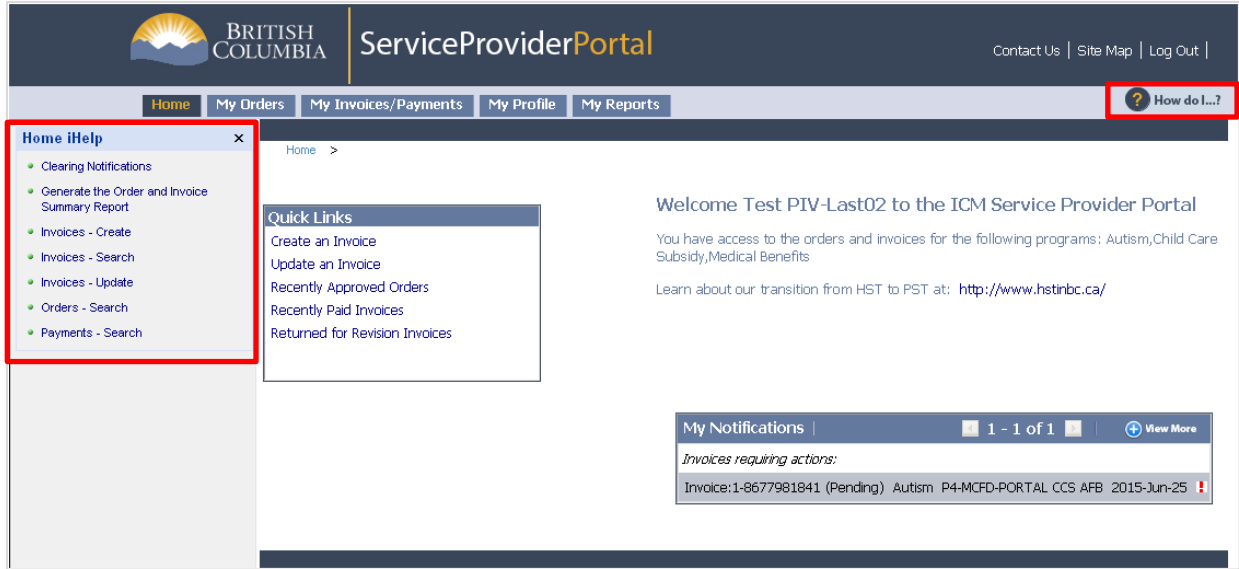 BRITISH
COLUMBIA
ServiceProviderPortal
Contact Us | Site Map | Log Out |
Home My Orders My Invoices/Payments My Profile My Reports
? How do I...?
Home iHelp ×
Clearing Notifications
Generate the Order and Invoice
Summary Report
Invoices - Create
Invoices - Search
Invoices - Update
Orders - Search
Payments - Search
Home >
Quick Links
Create an Invoice
Update an Invoice
Recently Approved Orders
Recently Paid Invoices
Returned for Revision Invoices
Welcome Test PIV-Last02 to the ICM Service Provider Portal
You have access to the orders and invoices for the following programs: Autism,Child Care
Subsidy,Medical Benefits
Learn about our transition from HST to PST at: http://www.hstinbc.ca/
My Notifications | 1 - 1 of 1 | View More
Invoices requiring actions:
Invoice:1-8677981841 (Pending) Autism P4-MCFD-PORTAL CCS AFB 2015-Jun-25 !